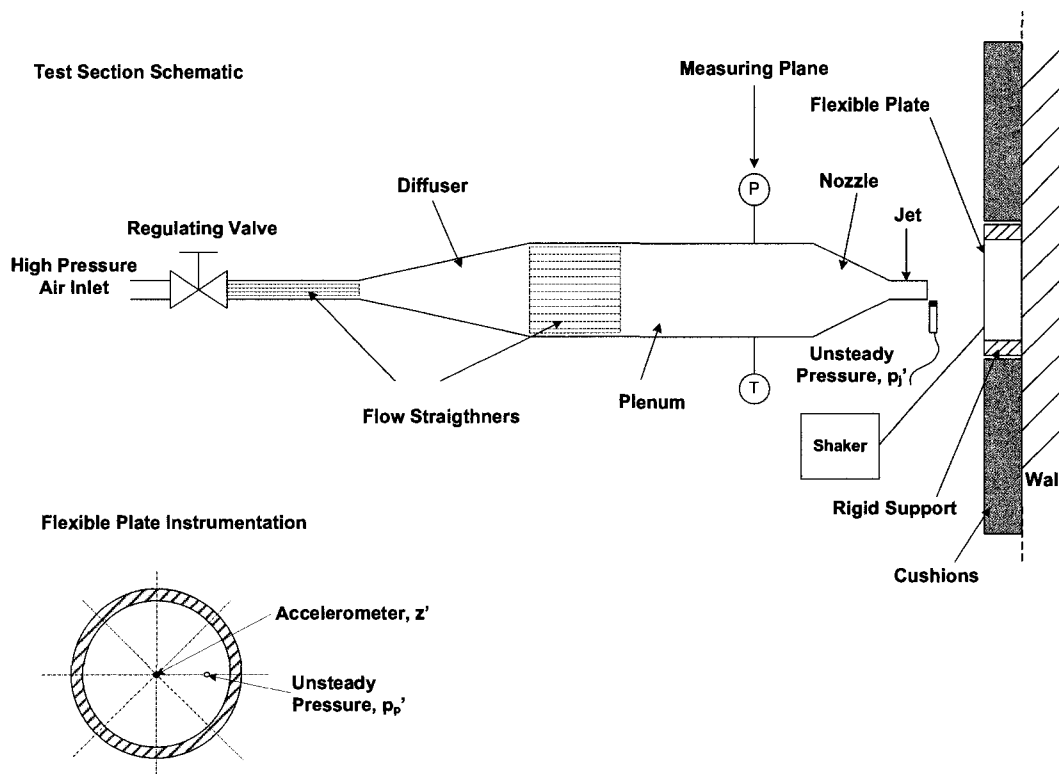 Test Section Schematic
Measuring Plane
Flexible Plate
P
Diffuser
Nozzle
Jet
Regulating Valve
High Pressure
Air Inlet
Unsteady
Pressure, pj'
T
Plenum
Flow Straigthners
Shaker
Wal
Rigid Support
Flexible Plate Instrumentation
Cushions
Accelerometer, z'
Unsteady
Pressure, pp'